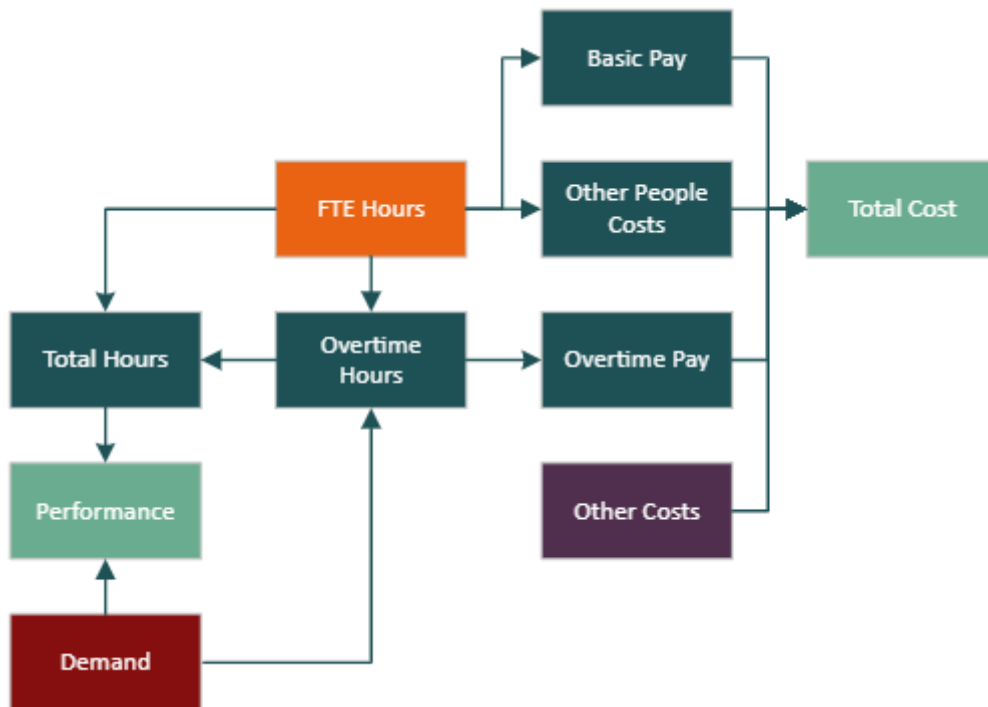 Basic Pay
FTE Hours
Other People
Costs
Total Cost
Total Hours
Overtime
Hours
Overtime Pay
Performance
Other Costs
Demand